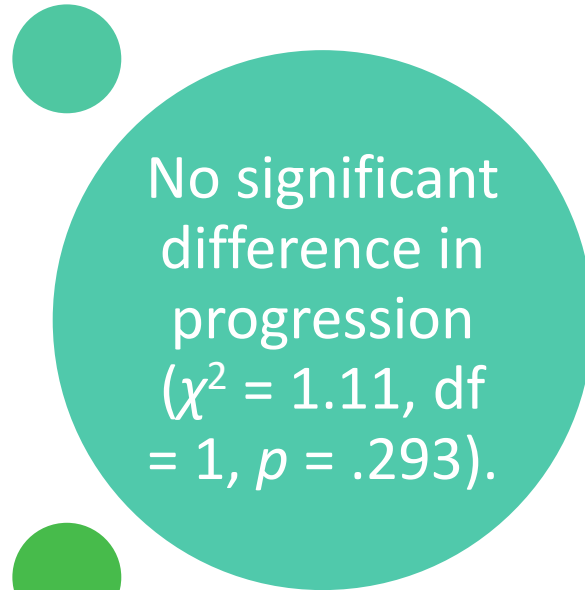 No significant
difference in
progression
(χ² = 1.11, df
= 1, p = .293).